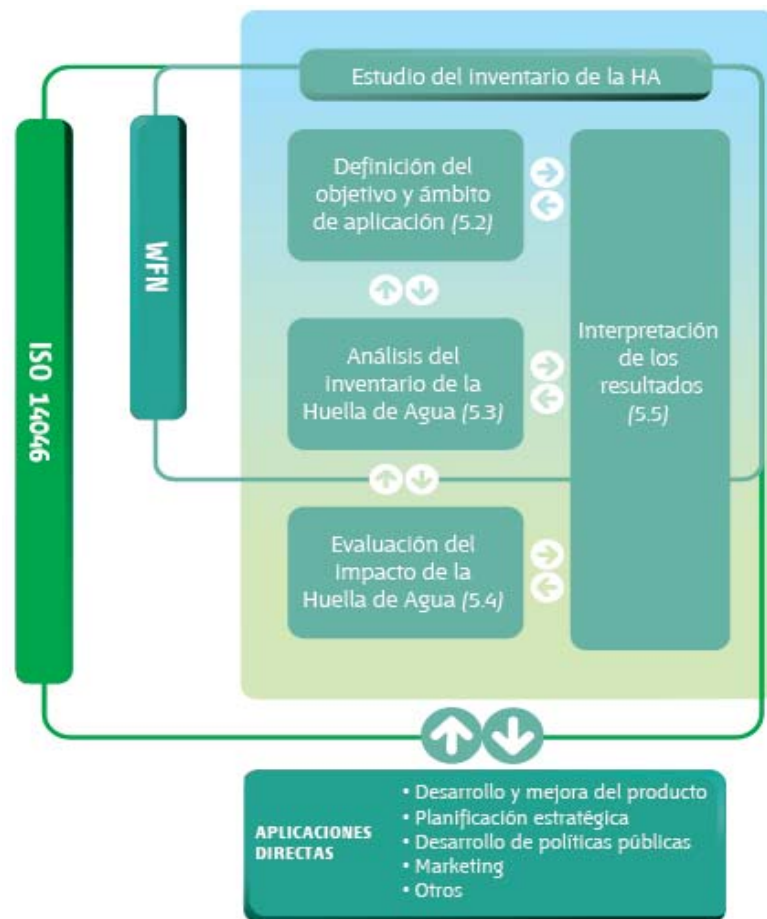 Estudio del inventario de la HA
ISO 14046
WFN
Definición del
objetivo y ámbito
de aplicación (5.2)
Análisis del
inventario de la
Huella de Agua (5.3)
Evaluación del
impacto de la
Huella de Agua (5.4)
Interpretación
de los
resultados
(5.5)
APLICACIONES
DIRECTAS
• Desarrollo y mejora del producto
• Planificación estratégica
• Desarrollo de políticas públicas
• Marketing
• Otros